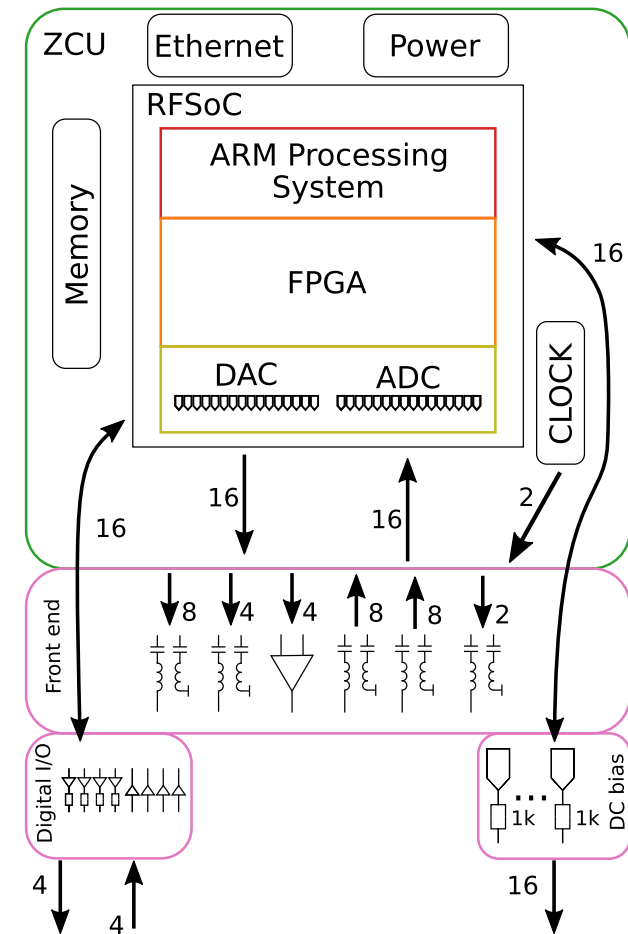 ZCU
Ethernet
Power
RFSoC
ARM Processing
System
Memory
FPGA
16
DAC
ADC
CLOCK
16
16
16
2
Front end
8
4
4
8
8
2
Digital I/O
1k
...
1k
DC bias
4
4
16